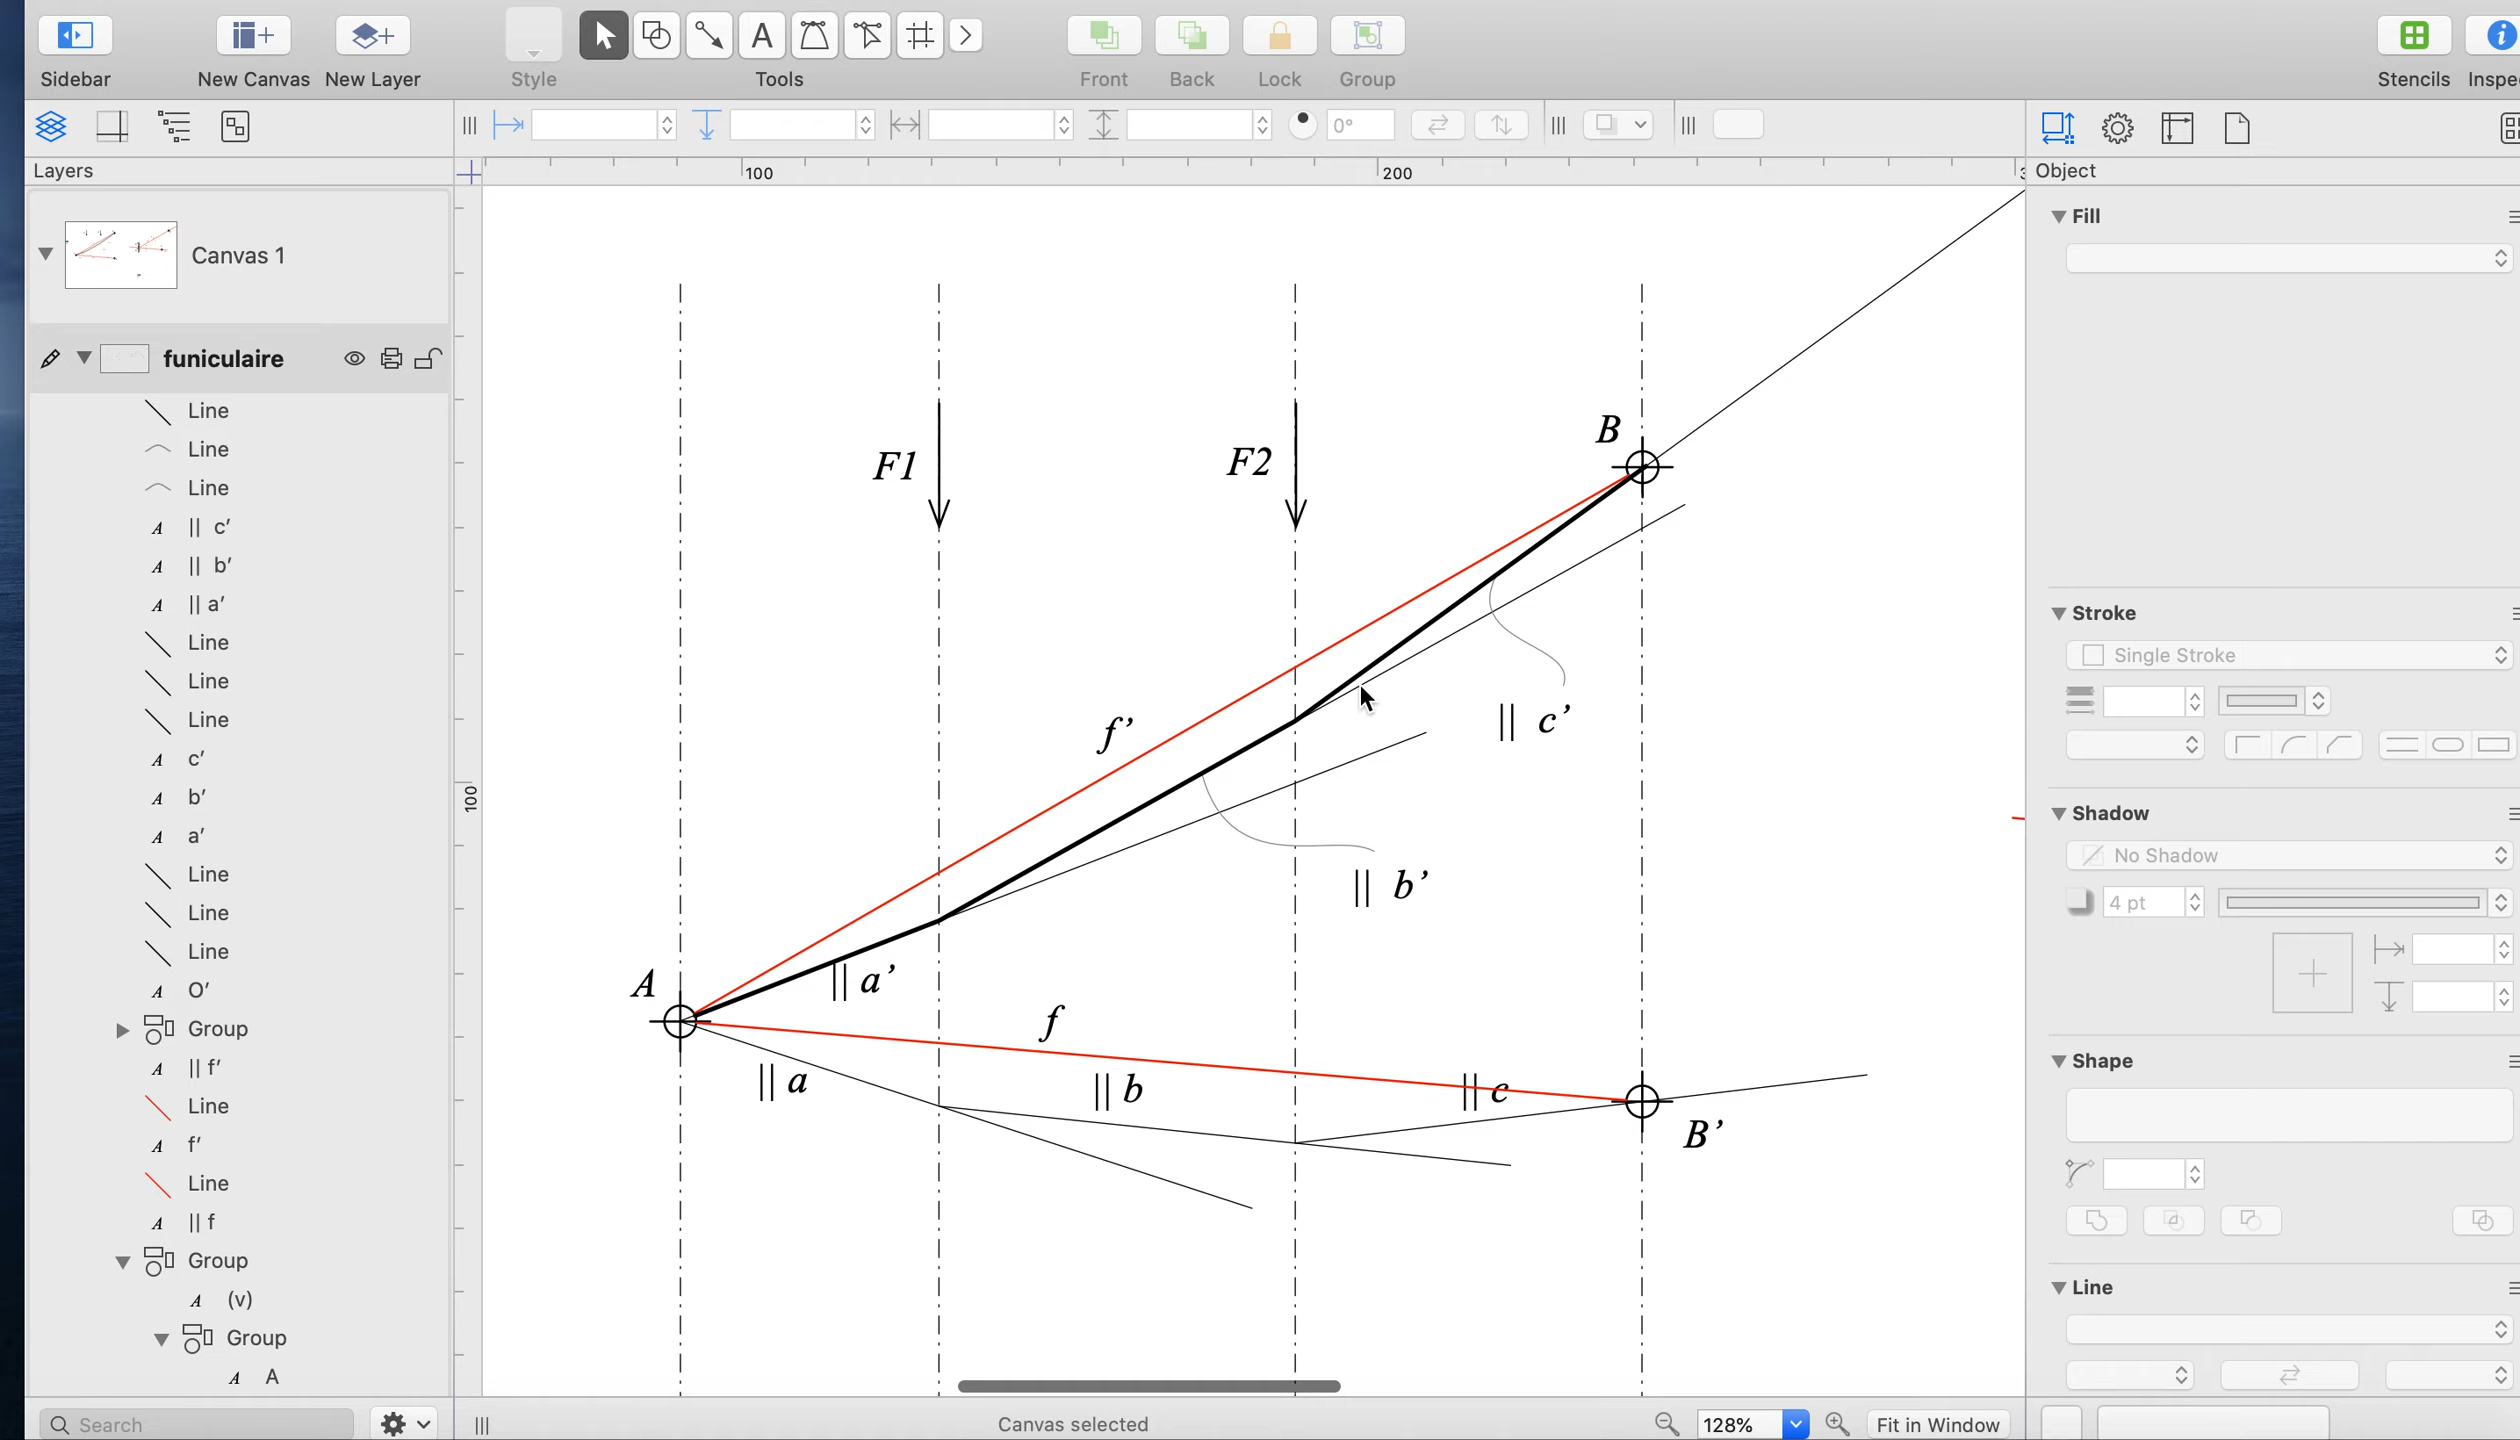 Sidebar
New Canvas
New Layer
Style
Tools
Front
Back
Lock
Group
Stencils
Inspe
0°
Layers
100
200
Object
Canvas 1
funiculaire
Line
Line
Line
|| c’
|| b’
|| a’
Line
Line
Line
c’
b’
a’
Line
Line
Line
O’
Group
|| f’
Line
f’
Line
|| f
Group
(v)
Group
A
Search
100
F1
F2
B
f’
|| c’
|| b’
A
|| a’
f
|| a
|| b
|| c
B’
Canvas selected
128%
Fit in Window
Fill
Stroke
Single Stroke
Shadow
No Shadow
4 pt
Shape
Line